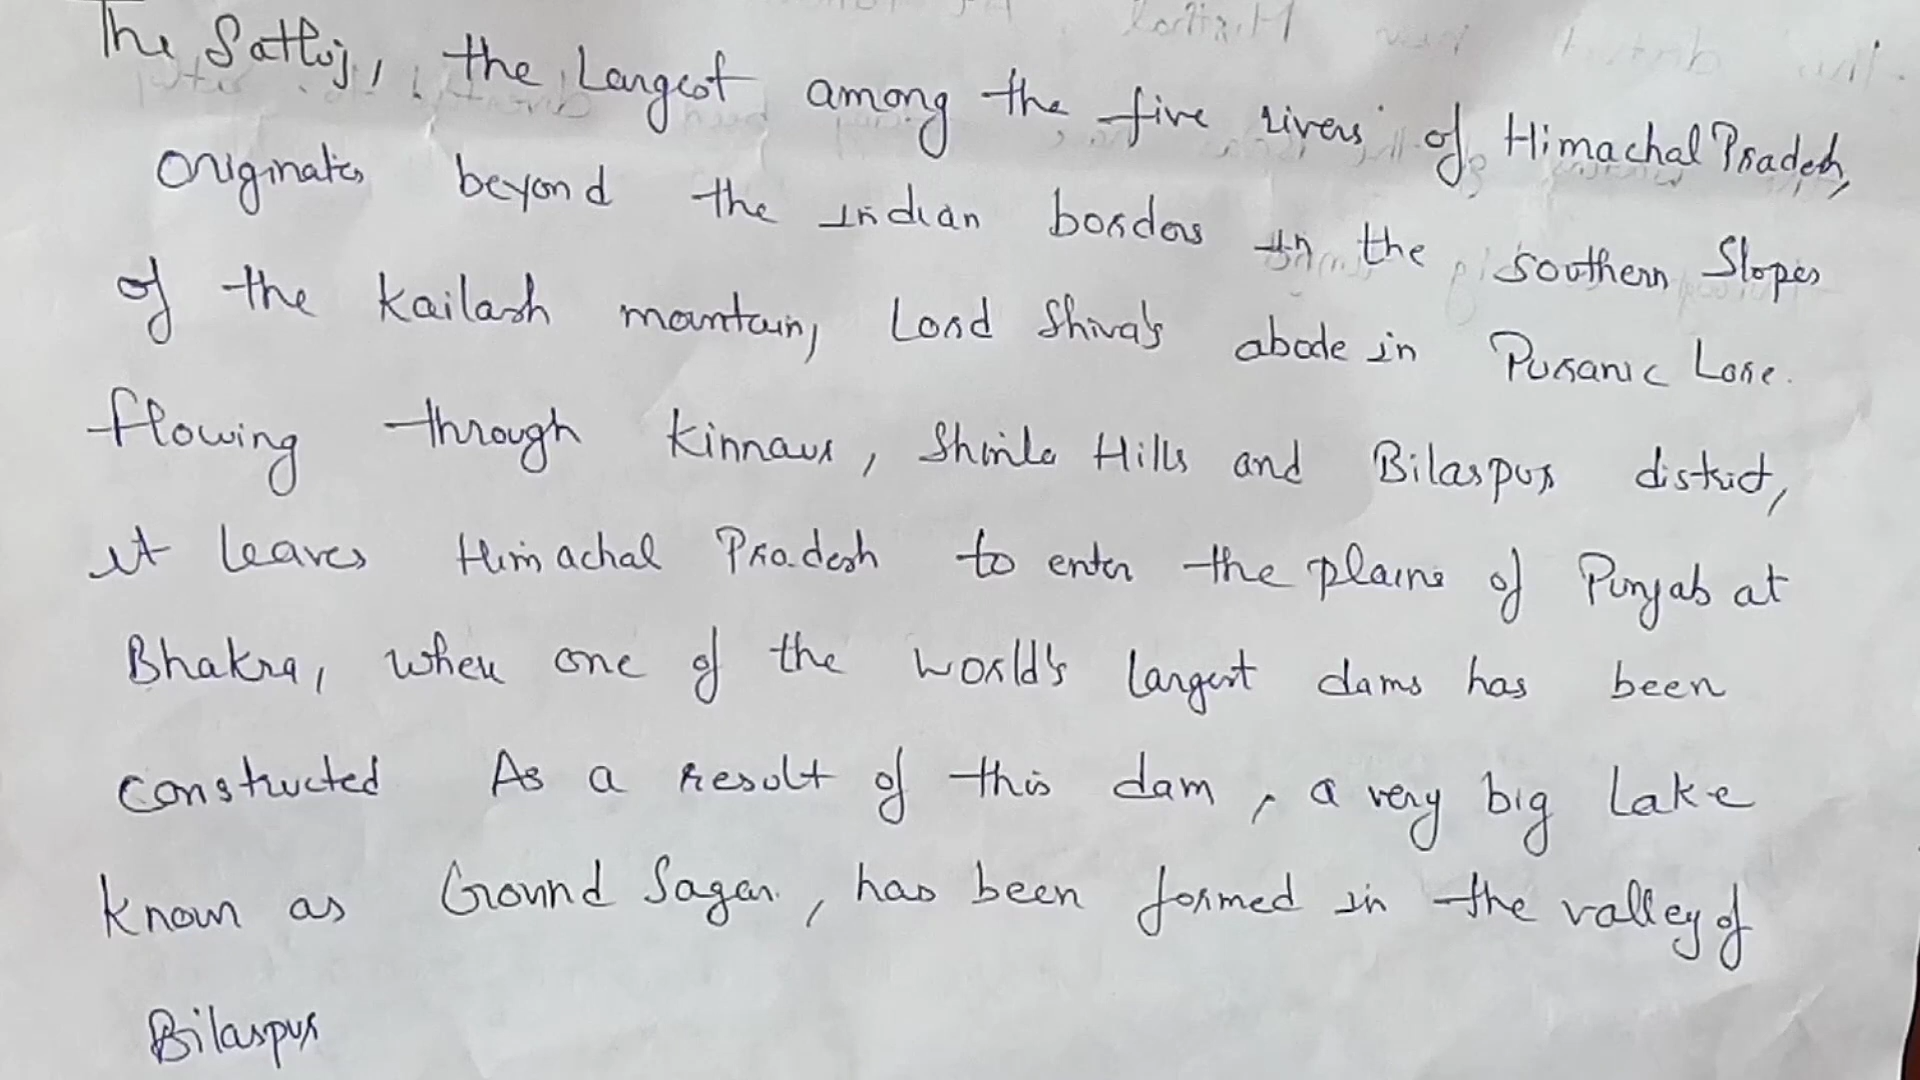 The Satluj, the Largest among the five rivers of Himachal Pradesh,
Originates beyond the Indian borders in the southern Slopes
of the Kailash mountain, Lord Shiva's abode in Puranic Lore.
flowing through Kinnaur, Shimla Hills and Bilaspur district,
it leaves Himachal Pradesh to enter the plains of Punjab at
Bhakra, where one of the world's largest dams has been
constructed As a result of this dam, a very big Lake
known as Govind Sagar, has been formed in the valley of
Bilaspur